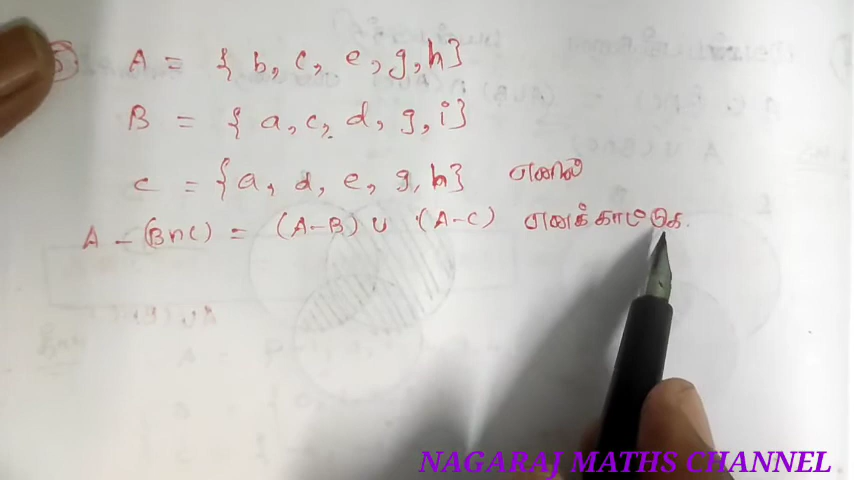 A = { b, c, e, g, h}
B = { a, c, d, g, i}
C = {a, d, e, g, h} எனில்
A - (B∩C) = (A-B) ∪ (A-C) எனக்காட்டுக.
NAGARAJ MATHS CHANNEL